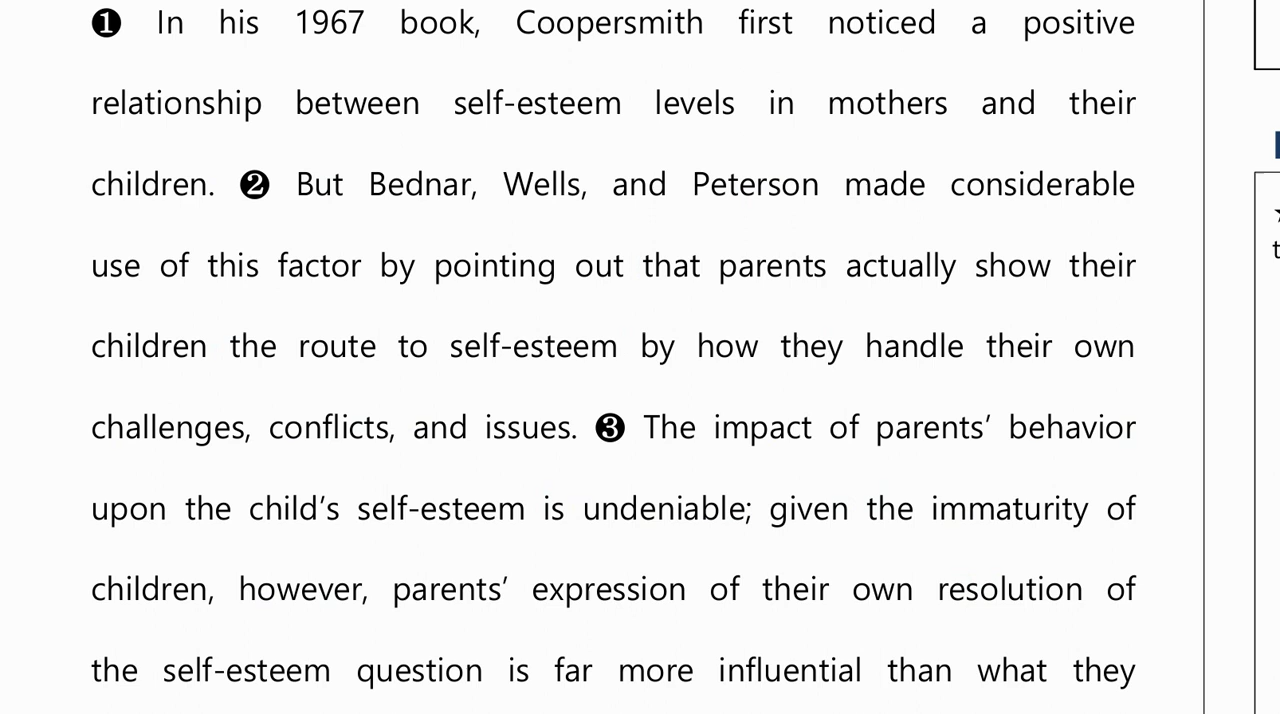 ❶ In his 1967 book, Coopersmith first noticed a positive
relationship between self-esteem levels in mothers and their
children. ❷ But Bednar, Wells, and Peterson made considerable
use of this factor by pointing out that parents actually show their
children the route to self-esteem by how they handle their own
challenges, conflicts, and issues. ❸ The impact of parents’ behavior
upon the child’s self-esteem is undeniable; given the immaturity of
children, however, parents’ expression of their own resolution of
the self-esteem question is far more influential than what they